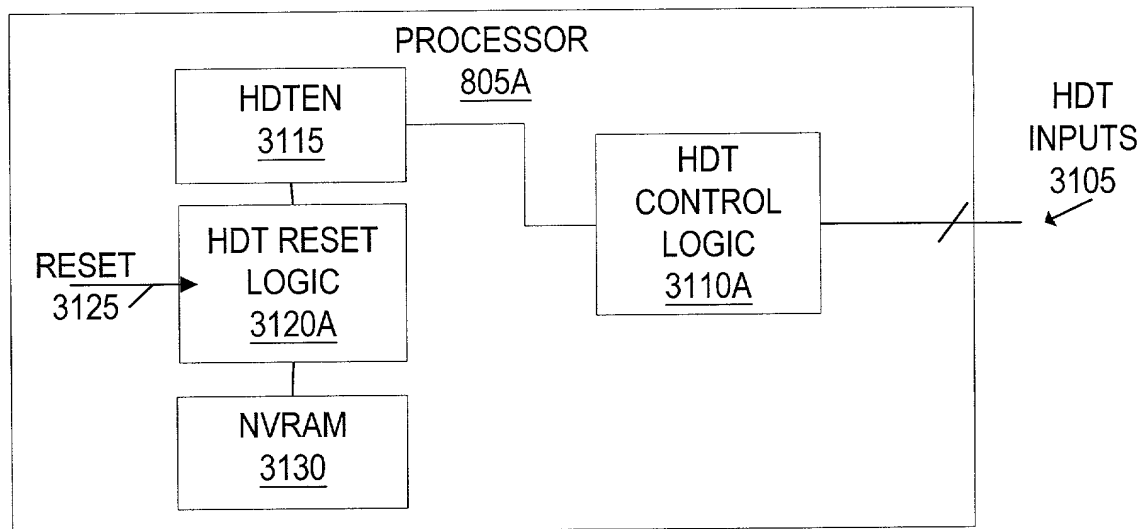 PROCESSOR
805A
HDTEN
3115
HDT RESET
LOGIC
3120A
RESET
3125
NVRAM
3130
HDT
CONTROL
LOGIC
3110A
HDT
INPUTS
3105